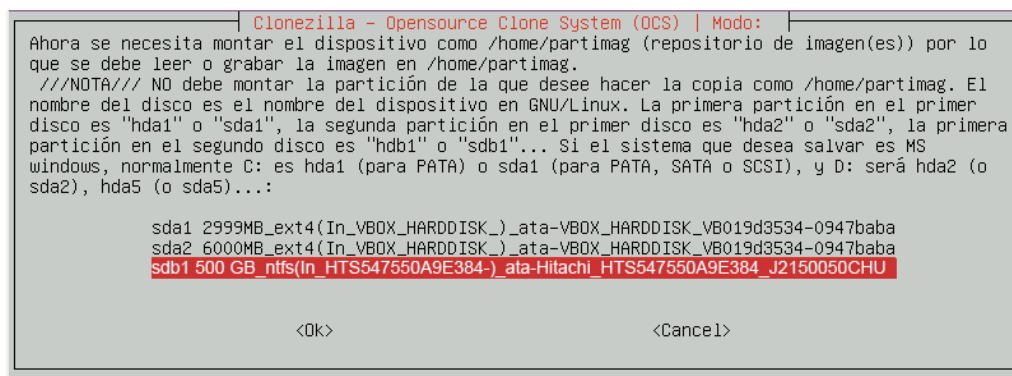 Clonezilla - Opensource Clone System (OCS) | Modo:
Ahora se necesita montar el dispositivo como /home/partimag (repositorio de imagen(es)) por lo
que se debe leer o grabar la imagen en /home/partimag.
///NOTA/// NO debe montar la partición de la que desee hacer la copia como /home/partimag. El
nombre del disco es el nombre del dispositivo en GNU/Linux. La primera partición en el primer
disco es "hda1" o "sda1", la segunda partición en el primer disco es "hda2" o "sda2", la primera
partición en el segundo disco es "hdb1" o "sdb1"... Si el sistema que desea salvar es MS
windows, normalmente C: es hda1 (para PATA) o sda1 (para PATA, SATA o SCSI), y D: será hda2 (o
sda2), hda5 (o sda5)...:
sda1 2999MB_ext4(In_VBOX_HARDDISK_)_ata-VBOX_HARDDISK_VB019d3534-0947baba
sda2 6000MB_ext4(In_VBOX_HARDDISK_)_ata-VBOX_HARDDISK_VB019d3534-0947baba
sdb1 500 GB_ntfs(In_HTS547550A9E384-)_ata-Hitachi_HTS547550A9E384_J2150050CHU
<Ok> <Cancel>